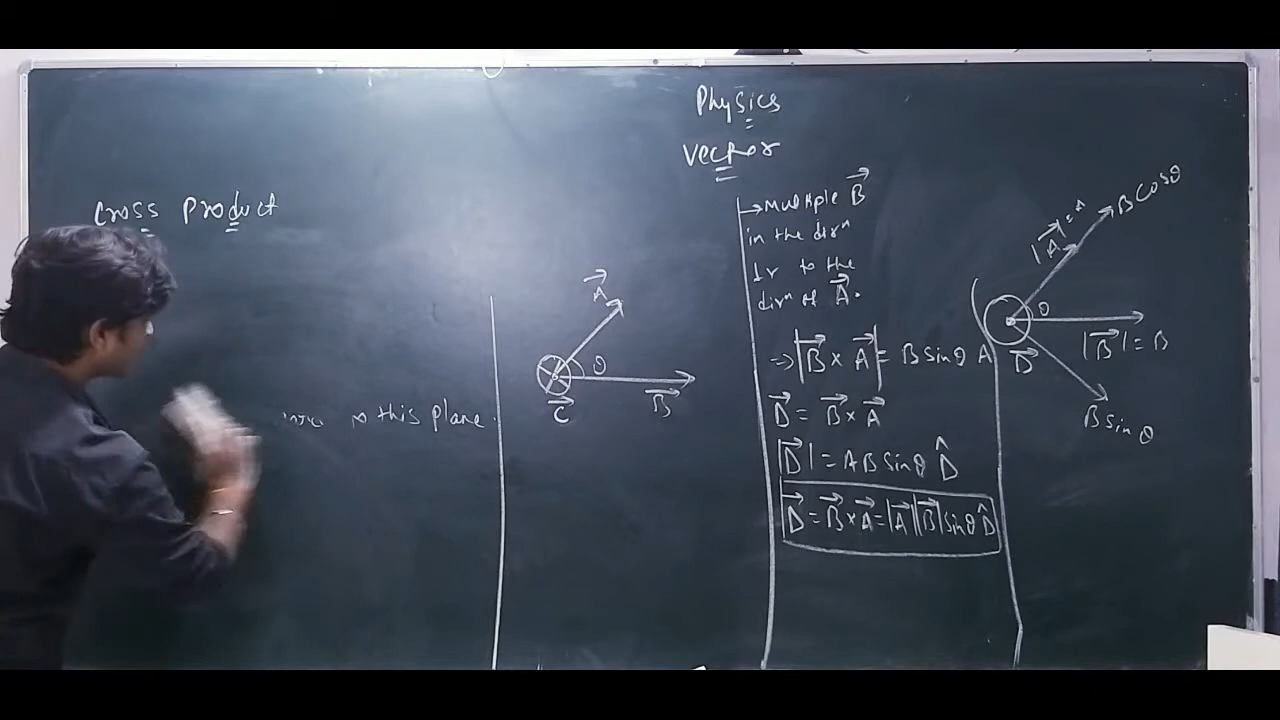 Physics
Vector
Cross Product
to this plane.
A⃗
θ
C⃗
B⃗
→ Multiple B⃗
in the dirⁿ
⊥r to the
dirⁿ of A⃗.
⇒ |B⃗ × A⃗| = B sinθ A
D⃗ = B⃗ × A⃗
|D⃗| = AB sinθ D̂
D⃗ = B⃗ × A⃗ = |A⃗||B⃗| sinθ D̂
B cosθ
|A⃗| = A
θ
D⃗
|B⃗| = B
B sinθ